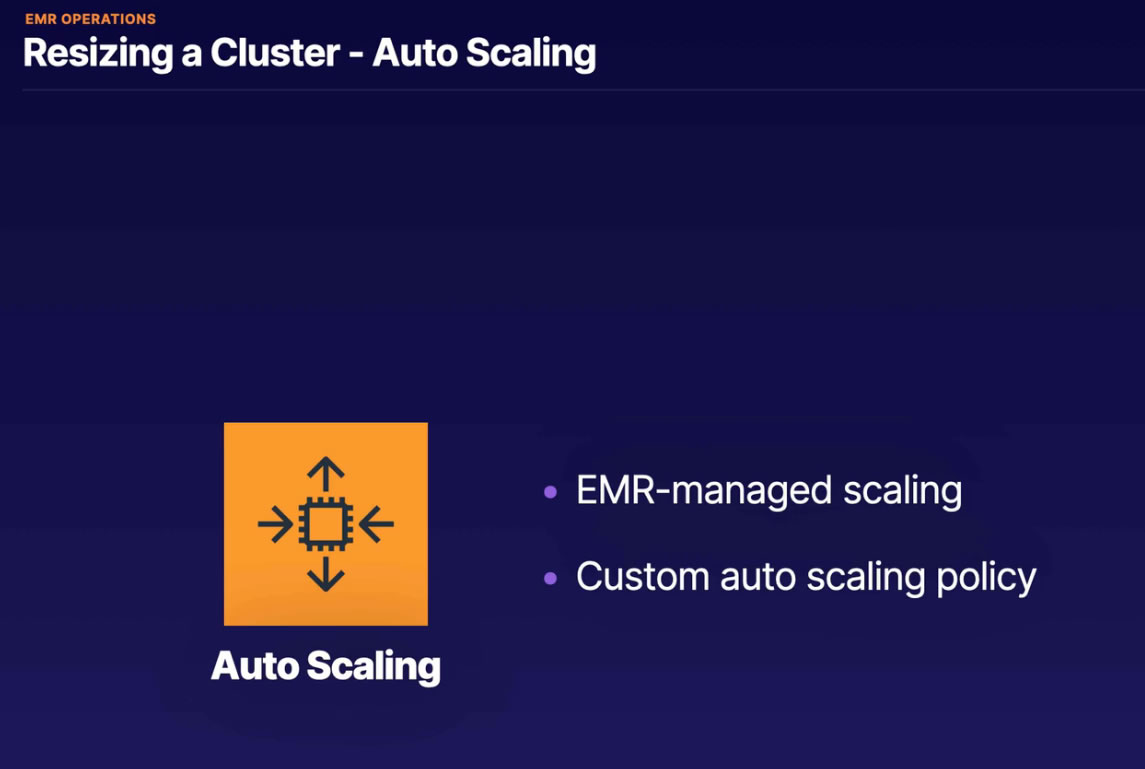 EMR OPERATIONS
Resizing a Cluster - Auto Scaling
EMR-managed scaling
Custom auto scaling policy
Auto Scaling